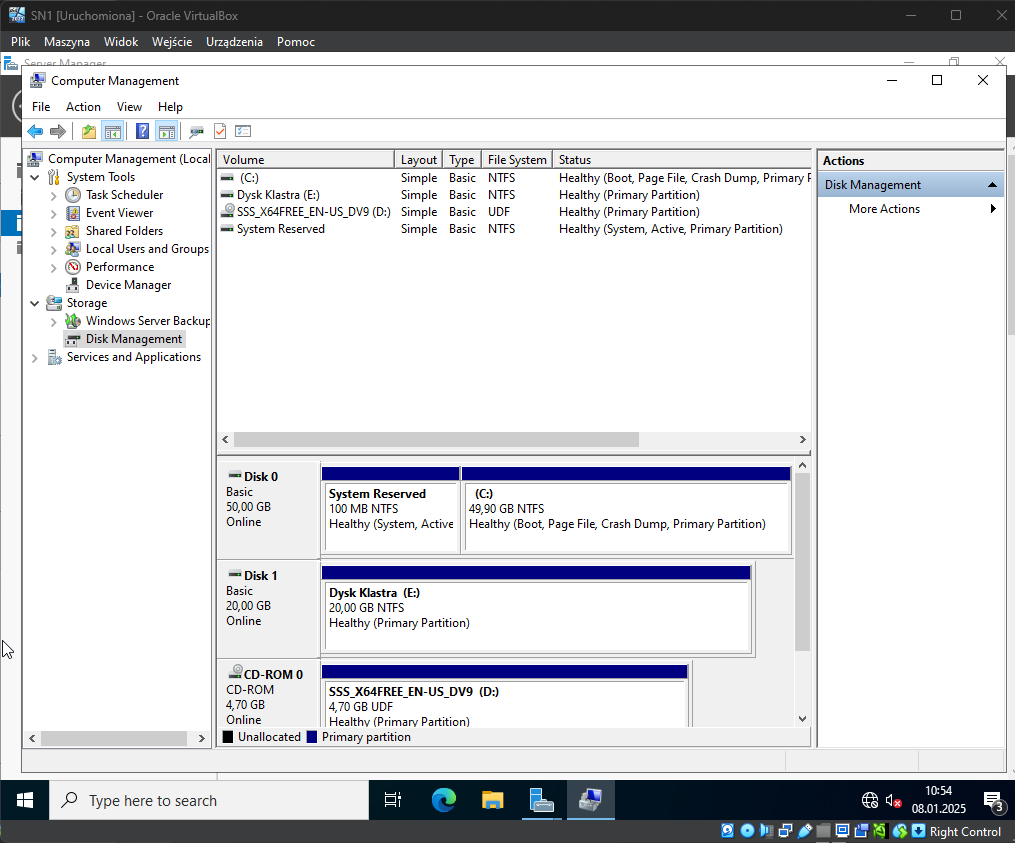 SN1 [Uruchomiona] - Oracle VirtualBox
Plik Maszyna Widok Wejście Urządzenia Pomoc
Server Manager
Computer Management
File Action View Help
Computer Management (Local
System Tools
Task Scheduler
Event Viewer
Shared Folders
Local Users and Groups
Performance
Device Manager
Storage
Windows Server Backup
Disk Management
Services and Applications
Volume Layout Type File System Status
(C:) Simple Basic NTFS Healthy (Boot, Page File, Crash Dump, Primary P
Dysk Klastra (E:) Simple Basic NTFS Healthy (Primary Partition)
SSS_X64FREE_EN-US_DV9 (D:) Simple Basic UDF Healthy (Primary Partition)
System Reserved Simple Basic NTFS Healthy (System, Active, Primary Partition)
Disk 0
Basic
50,00 GB
Online
System Reserved
100 MB NTFS
Healthy (System, Active
(C:)
49,90 GB NTFS
Healthy (Boot, Page File, Crash Dump, Primary Partition)
Disk 1
Basic
20,00 GB
Online
Dysk Klastra (E:)
20,00 GB NTFS
Healthy (Primary Partition)
CD-ROM 0
CD-ROM
4,70 GB
Online
SSS_X64FREE_EN-US_DV9 (D:)
4,70 GB UDF
Healthy (Primary Partition)
Unallocated Primary partition
Actions
Disk Management
More Actions
Type here to search
10:54
08.01.2025
3
Right Control